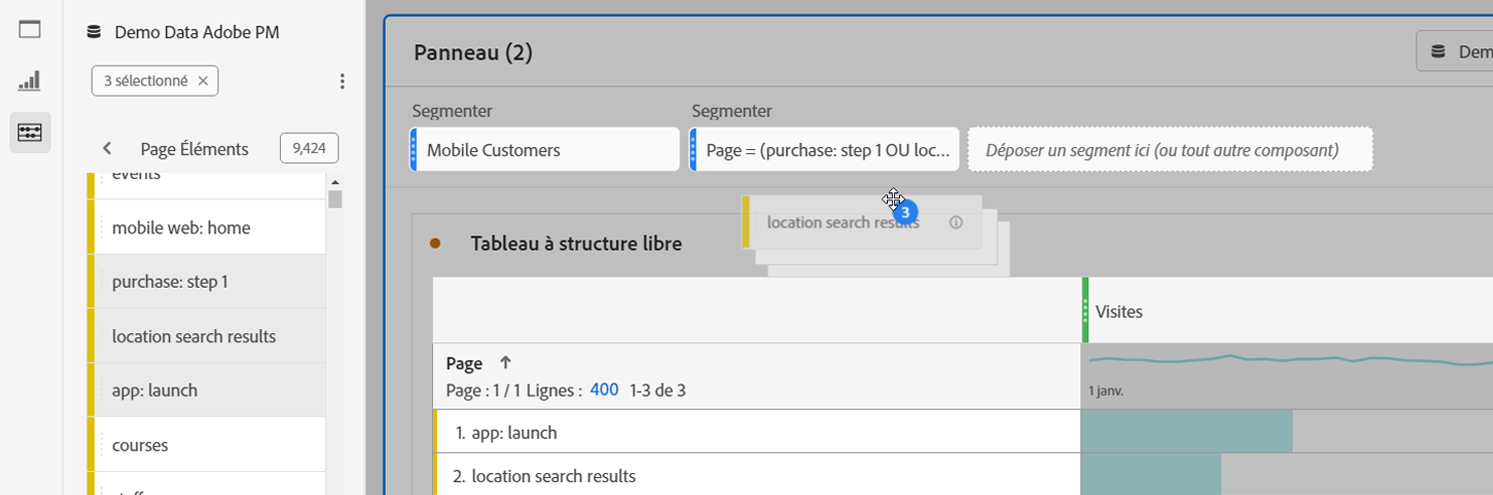 Demo Data Adobe PM
3 sélectionné
Page Éléments 9,424
events
mobile web: home
purchase: step 1
location search results
app: launch
courses
Panneau (2)
Dem
Segmenter
Segmenter
Mobile Customers
Page = (purchase: step 1 OU loc...
Déposer un segment ici (ou tout autre composant)
location search results
3
Tableau à structure libre
Visites
Page
Page : 1 / 1 Lignes : 400 1-3 de 3
1 janv.
1. app: launch
2. location search results